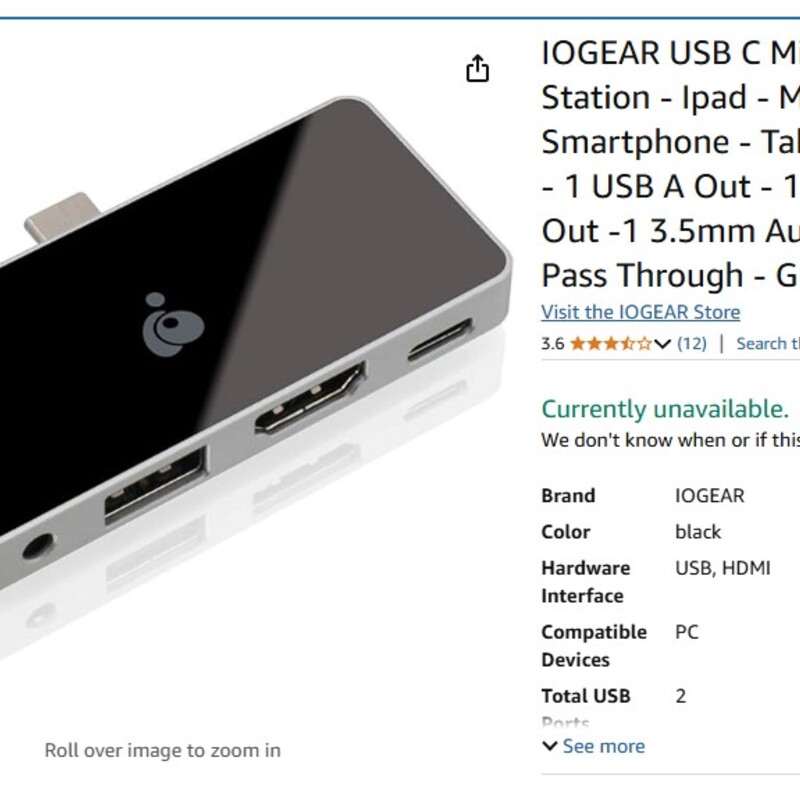 IOGEAR USB C Mi
Station - Ipad - M
Smartphone - Tal
- 1 USB A Out - 1
Out -1 3.5mm Au
Pass Through - G
Visit the IOGEAR Store
3.6 (12) | Search th
Currently unavailable.
We don't know when or if this
Brand IOGEAR
Color black
Hardware Interface USB, HDMI
Compatible Devices PC
Total USB Ports 2
See more
Roll over image to zoom in